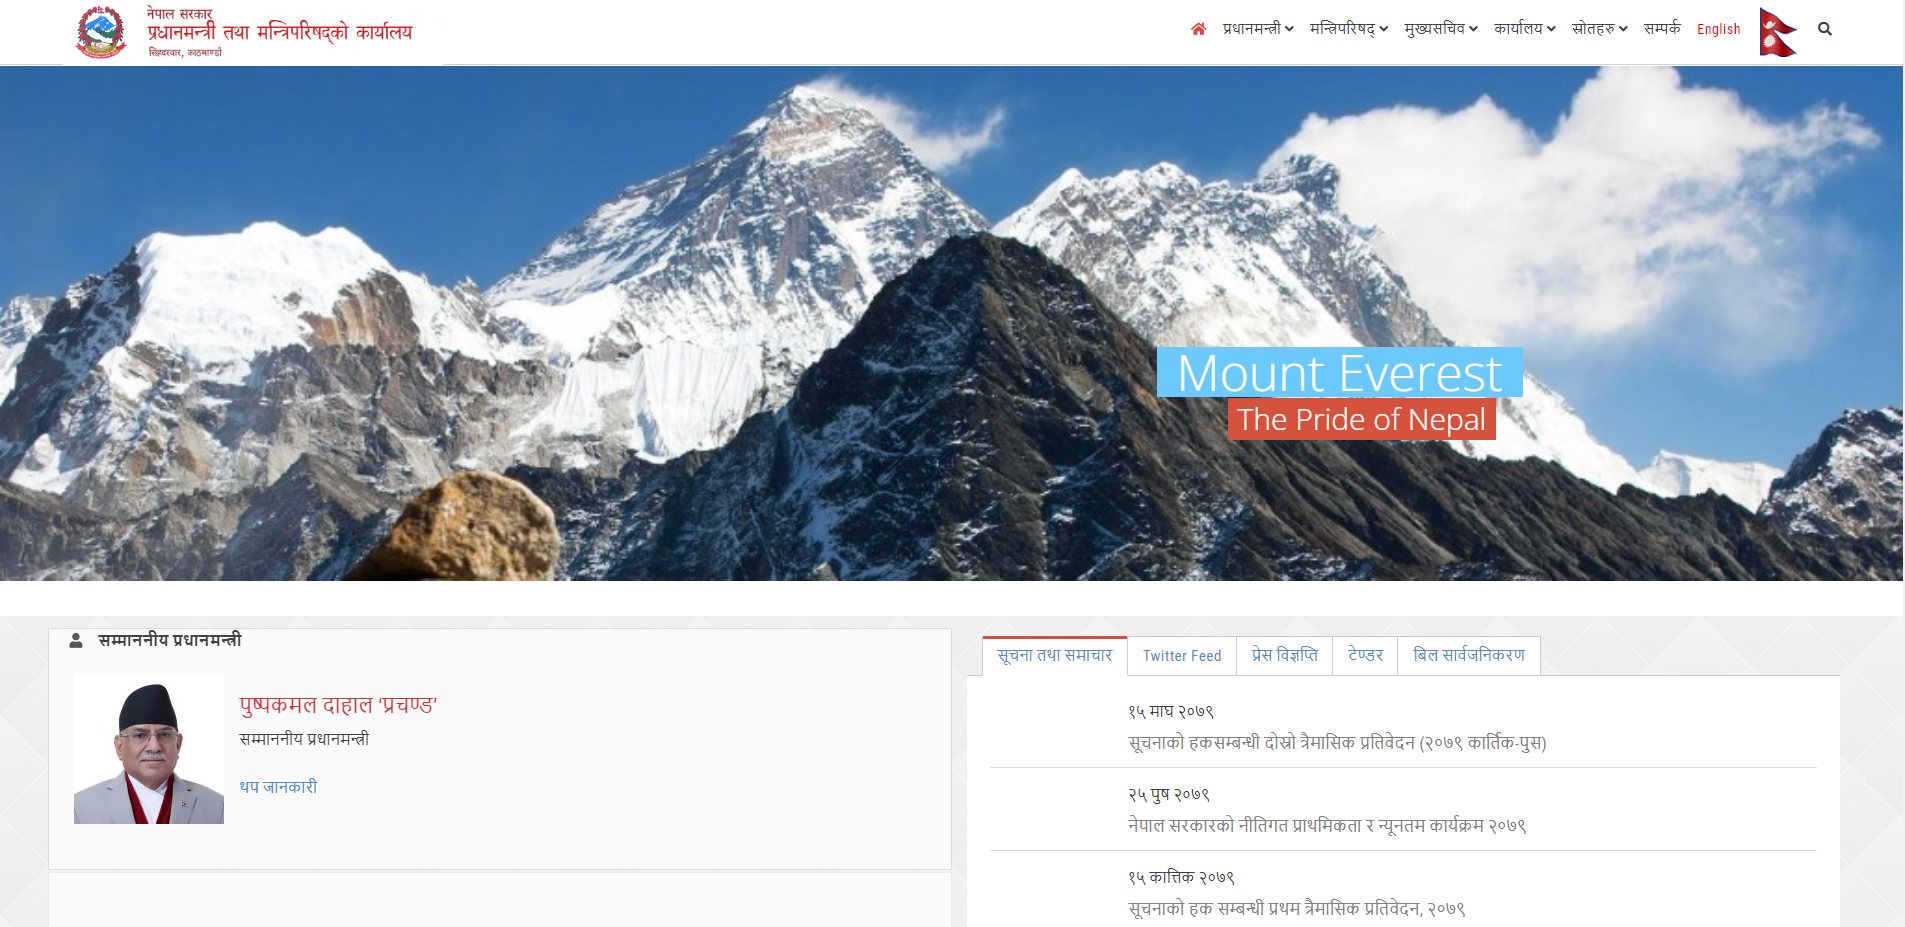 नेपाल सरकार
प्रधानमन्त्री तथा मन्त्रिपरिषद्को कार्यालय
सिंहदरबार, काठमाण्डौ
प्रधानमन्त्री मन्त्रिपरिषद् मुख्यसचिव कार्यालय स्रोतहरु सम्पर्क English
Mount Everest
The Pride of Nepal
सम्माननीय प्रधानमन्त्री
पुष्पकमल दाहाल ‘प्रचण्ड’
सम्माननीय प्रधानमन्त्री
थप जानकारी
सूचना तथा समाचार Twitter Feed प्रेस विज्ञप्ति टेण्डर बिल सार्वजनिकरण
१५ माघ २०७९
सूचनाको हकसम्बन्धी दोस्रो त्रैमासिक प्रतिवेदन (२०७९ कार्तिक-पुस)
२५ पुष २०७९
नेपाल सरकारको नीतिगत प्राथमिकता र न्यूनतम कार्यक्रम २०७९
१५ कात्तिक २०७९
सूचनाको हक सम्बन्धी प्रथम त्रैमासिक प्रतिवेदन, २०७९